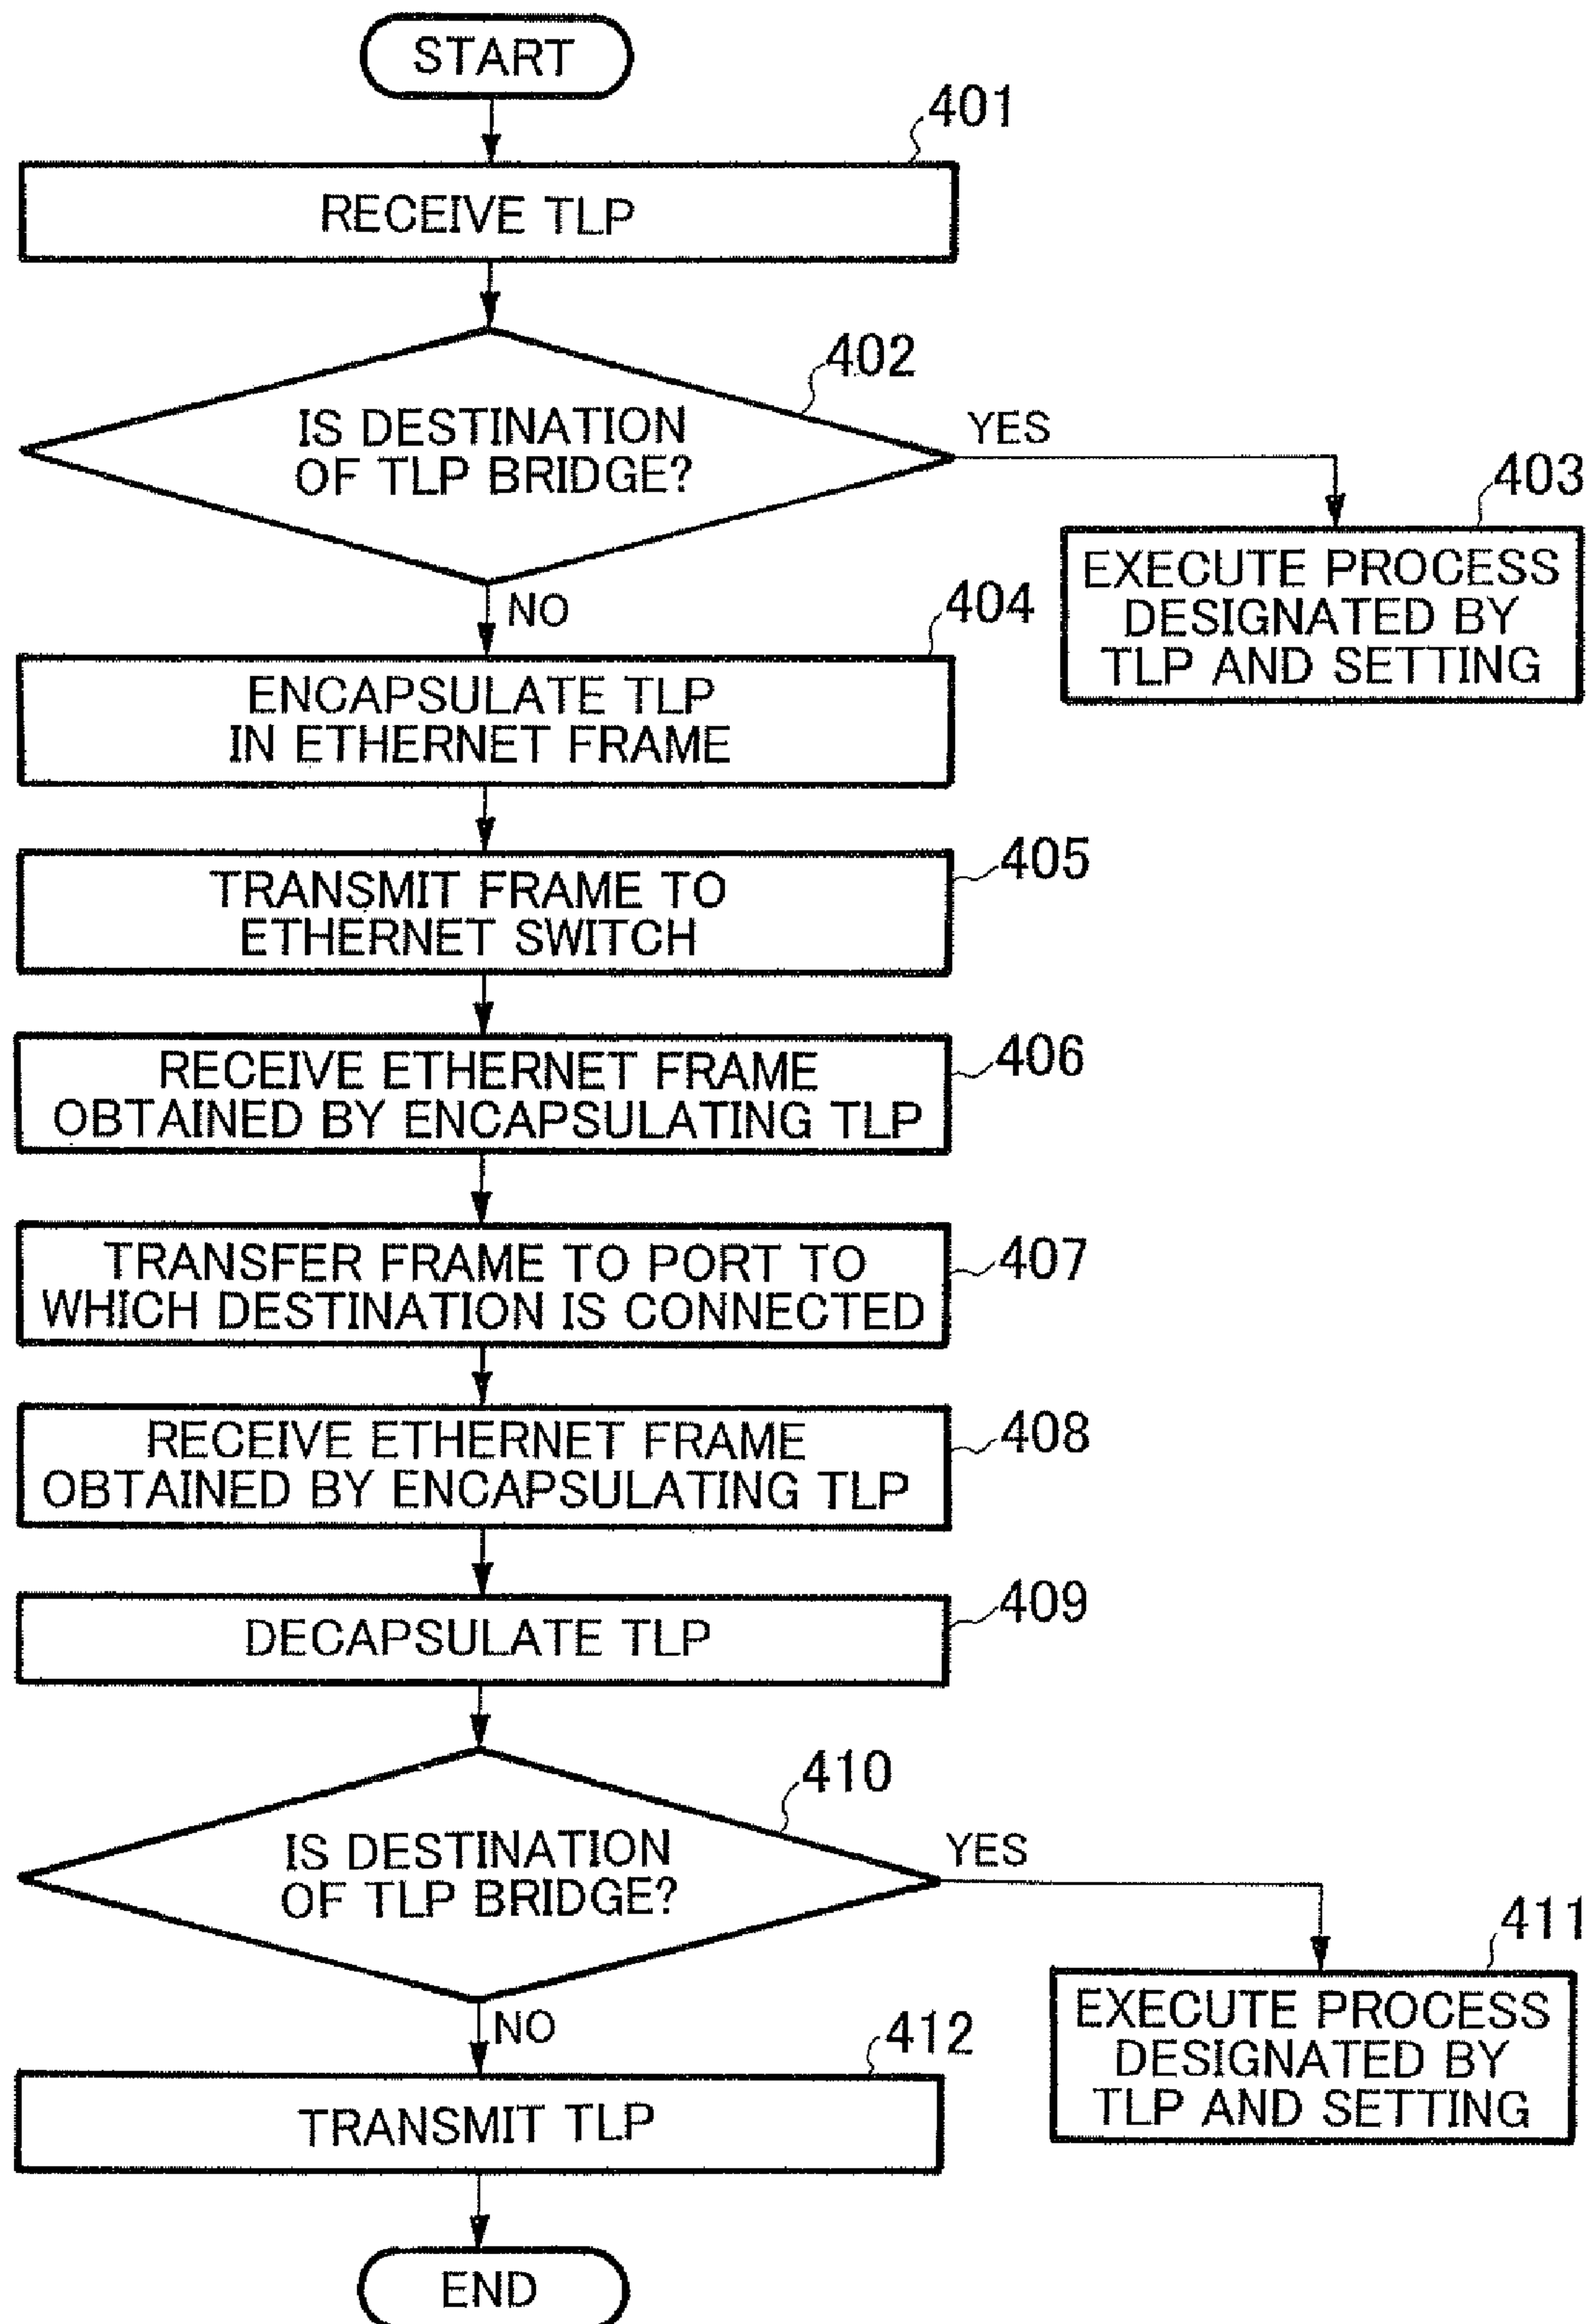 START
401
RECEIVE TLP
402
IS DESTINATION
OF TLP BRIDGE?
YES
403
EXECUTE PROCESS
DESIGNATED BY
TLP AND SETTING
NO
404
ENCAPSULATE TLP
IN ETHERNET FRAME
405
TRANSMIT FRAME TO
ETHERNET SWITCH
406
RECEIVE ETHERNET FRAME
OBTAINED BY ENCAPSULATING TLP
407
TRANSFER FRAME TO PORT TO
WHICH DESTINATION IS CONNECTED
408
RECEIVE ETHERNET FRAME
OBTAINED BY ENCAPSULATING TLP
409
DECAPSULATE TLP
410
IS DESTINATION
OF TLP BRIDGE?
YES
411
EXECUTE PROCESS
DESIGNATED BY
TLP AND SETTING
NO
412
TRANSMIT TLP
END